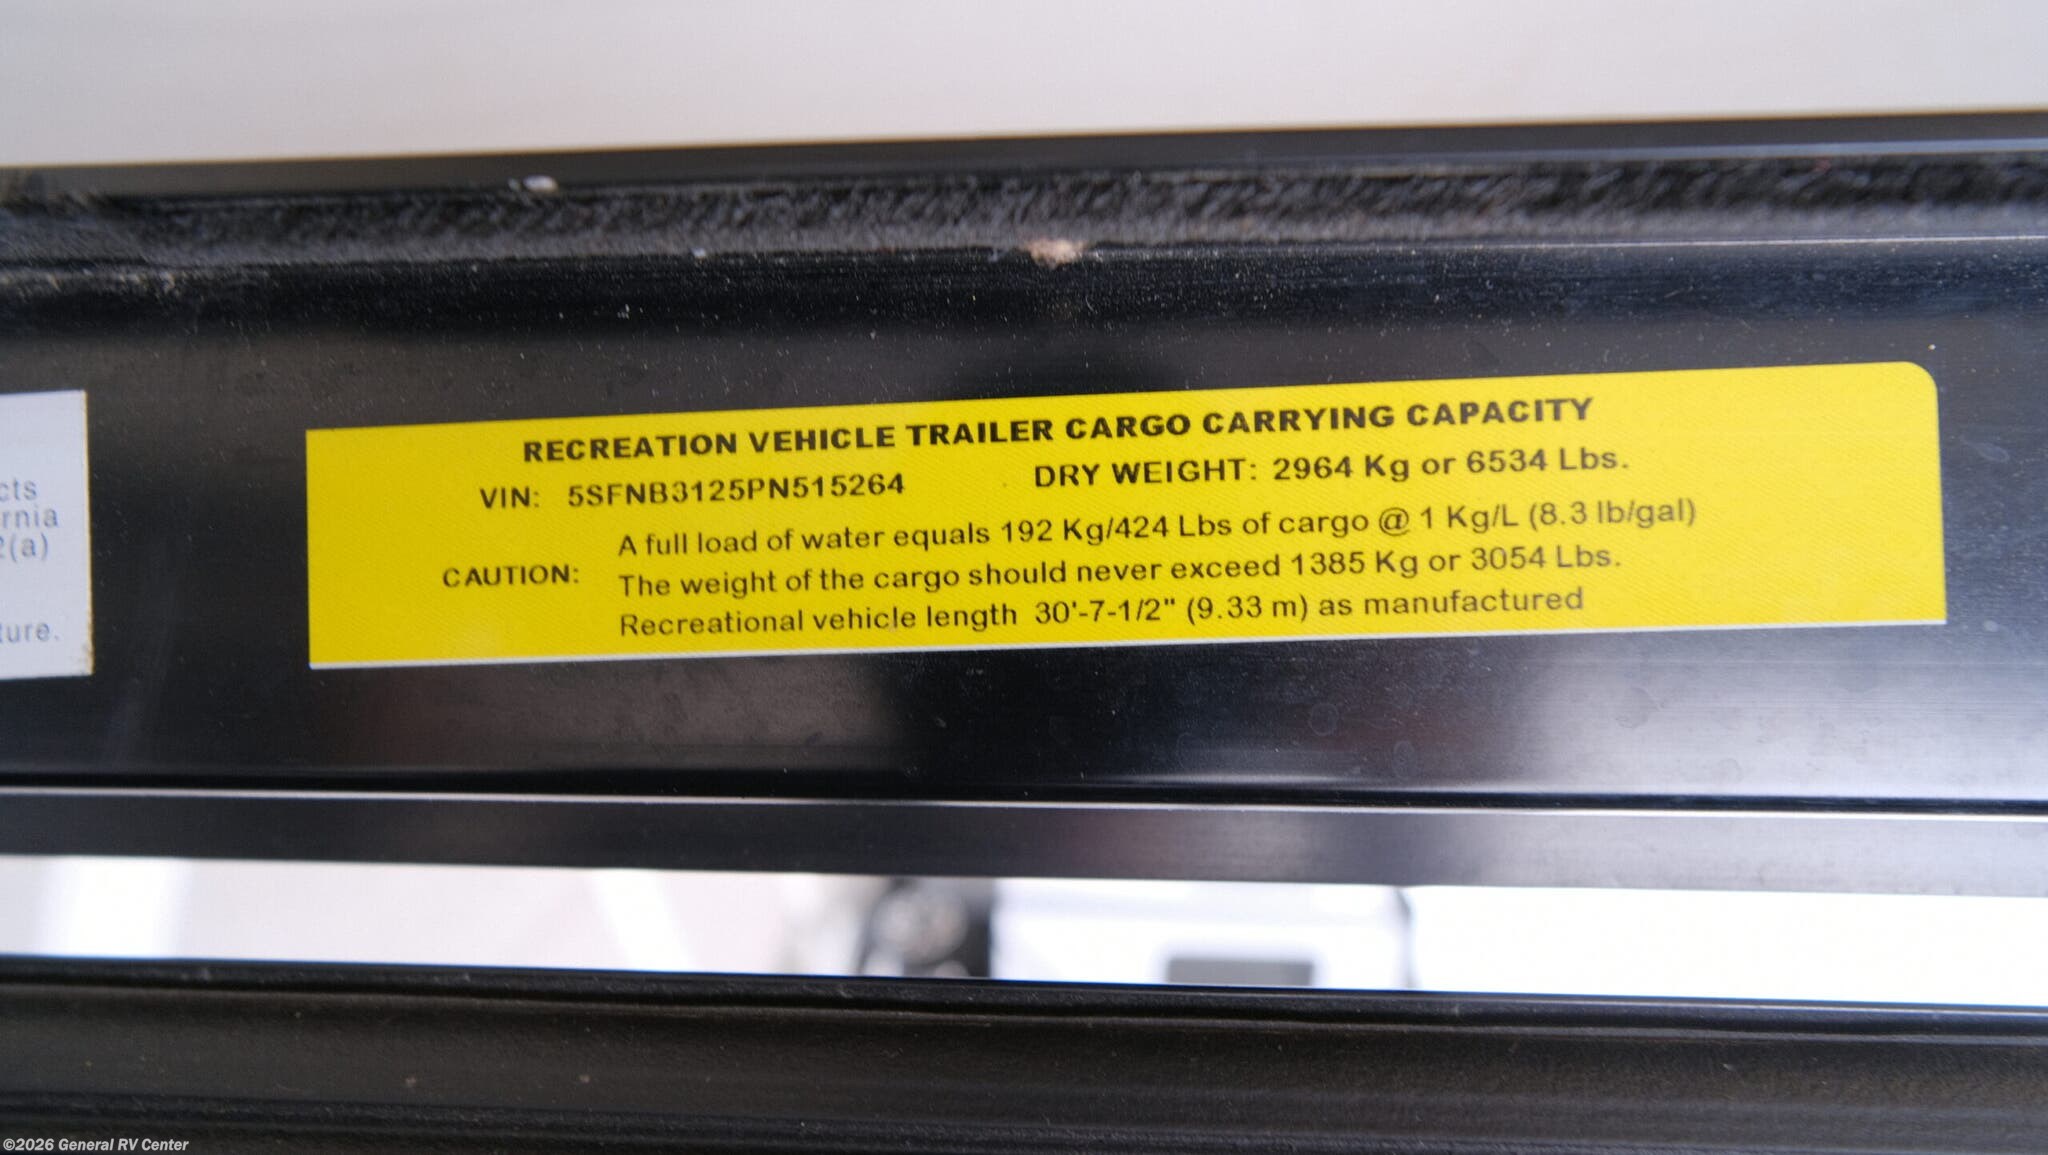 RECREATION VEHICLE TRAILER CARGO CARRYING CAPACITY
VIN: 5SFNB3125PN515264 DRY WEIGHT: 2964 Kg or 6534 Lbs.
A full load of water equals 192 Kg/424 Lbs of cargo @ 1 Kg/L (8.3 lb/gal)
CAUTION: The weight of the cargo should never exceed 1385 Kg or 3054 Lbs.
Recreational vehicle length 30'-7-1/2" (9.33 m) as manufactured
cts
rnia
2(a)
ture.
©2026 General RV Center